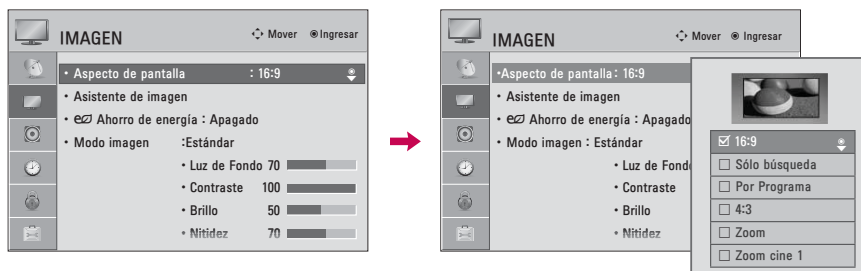 IMAGEN
Mover
Ingresar
• Aspecto de pantalla : 16:9
• Asistente de imagen
• Ahorro de energía : Apagado
• Modo imagen :Estándar
• Luz de Fondo 70
• Contraste 100
• Brillo 50
• Nitidez 70
IMAGEN
Mover
Ingresar
•Aspecto de pantalla: 16:9
• Asistente de imagen
• Ahorro de energía : Apagado
• Modo imagen : Estándar
• Luz de Fondo
• Contraste
• Brillo
• Nitidez
16:9
Sólo búsqueda
Por Programa
4:3
Zoom
Zoom cine 1